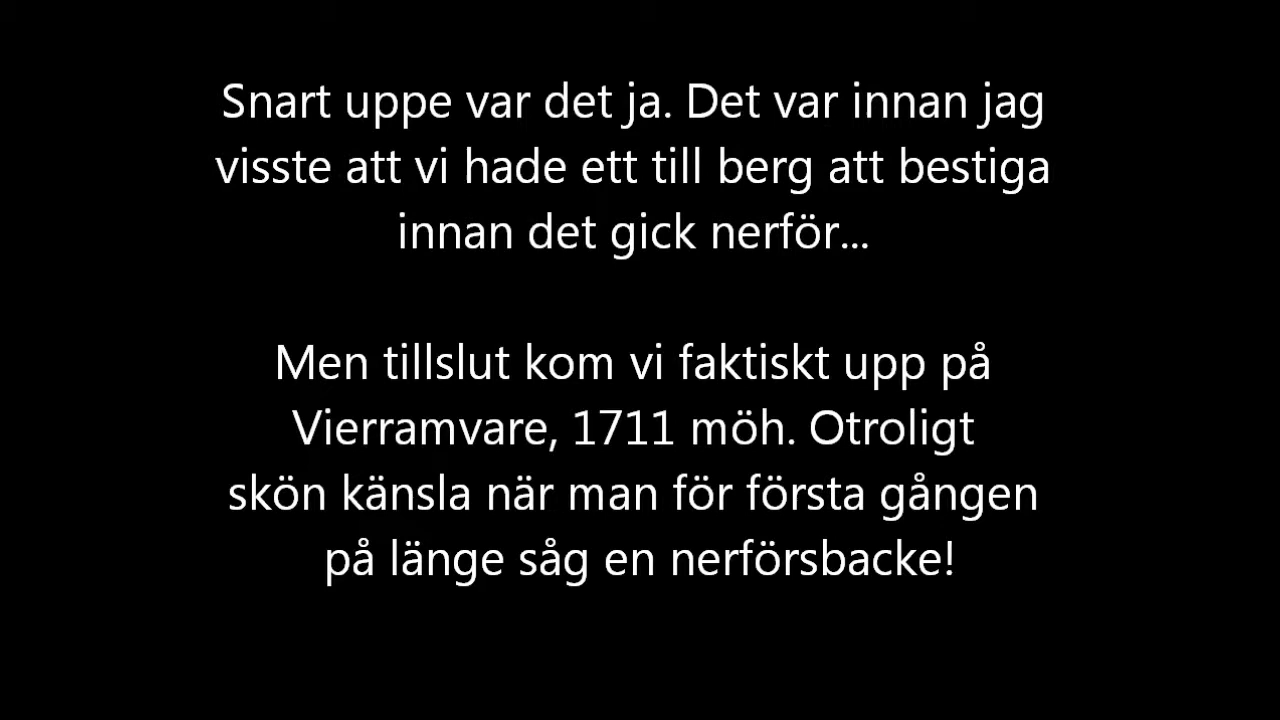 Snart uppe var det ja. Det var innan jag
visste att vi hade ett till berg att bestiga
innan det gick nerför...
Men tillslut kom vi faktiskt upp på
Vierramvare, 1711 möh. Otroligt
skön känsla när man för första gången
på länge såg en nerförsbacke!